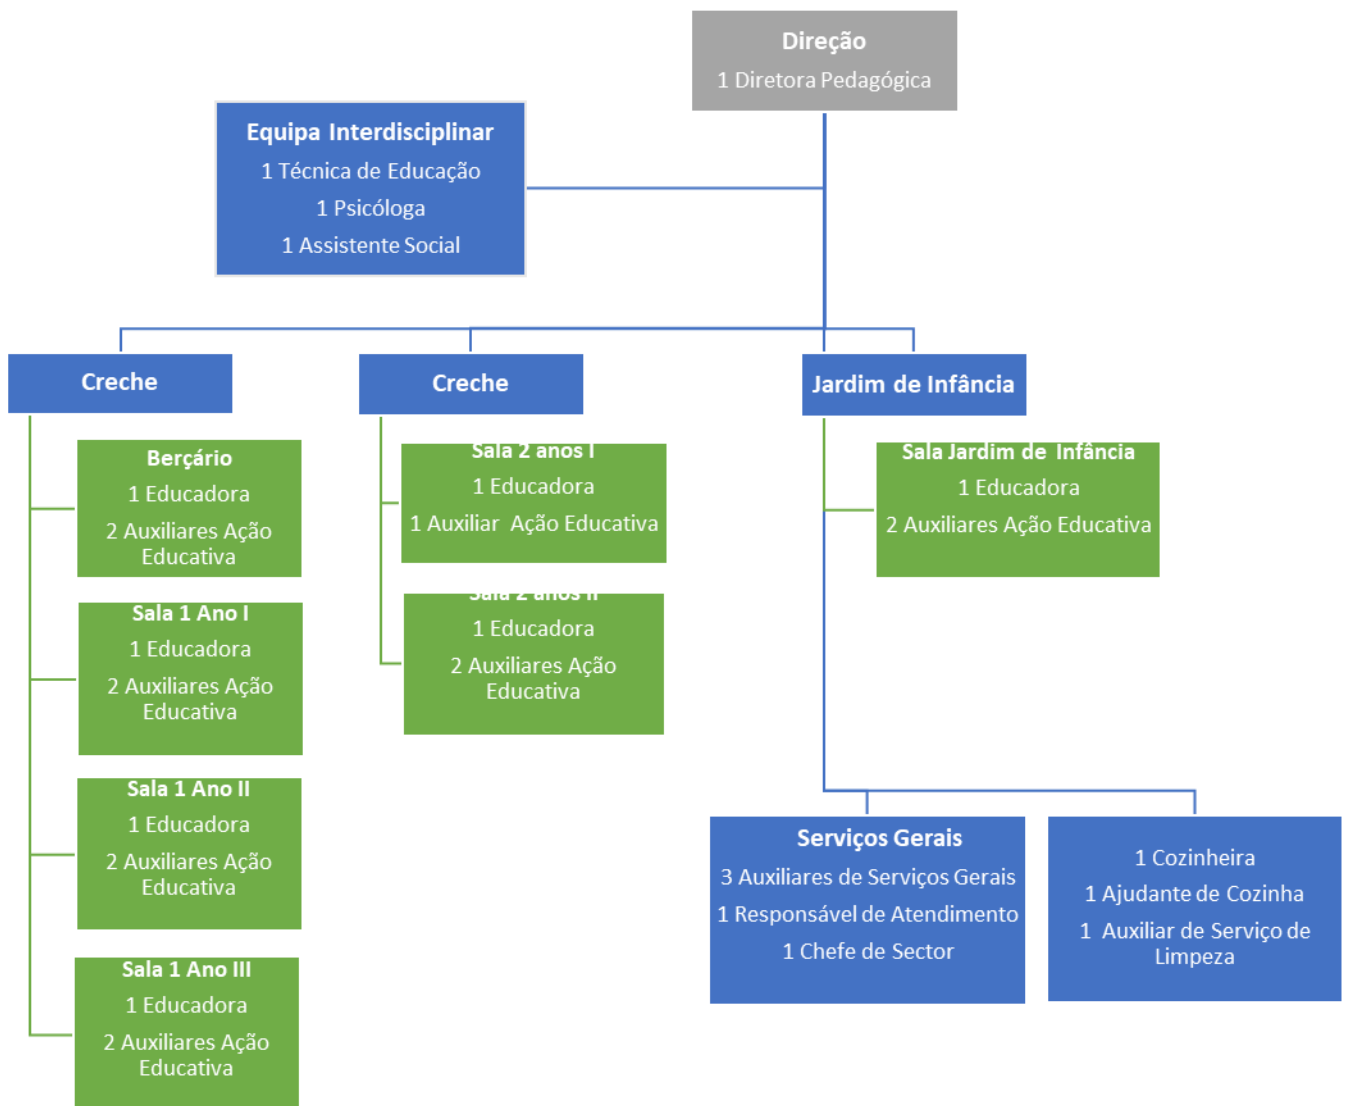 Direção
1 Diretora Pedagógica
Equipa Interdisciplinar
1 Técnica de Educação
1 Psicóloga
1 Assistente Social
Creche
Berçário
1 Educadora
2 Auxiliares Ação
Educativa
Sala 1 Ano I
1 Educadora
2 Auxiliares Ação
Educativa
Sala 1 Ano II
1 Educadora
2 Auxiliares Ação
Educativa
Sala 1 Ano III
1 Educadora
2 Auxiliares Ação
Educativa
Creche
Sala 2 anos I
1 Educadora
1 Auxiliar  Ação Educativa
Sala 2 anos II
1 Educadora
2 Auxiliares Ação
Educativa
Jardim de Infância
Sala Jardim de Infância
1 Educadora
2 Auxiliares Ação Educativa
Serviços Gerais
3 Auxiliares de Serviços Gerais
1 Responsável de Atendimento
1 Chefe de Sector
1 Cozinheira
1 Ajudante de Cozinha
1  Auxiliar de Serviço de
Limpeza